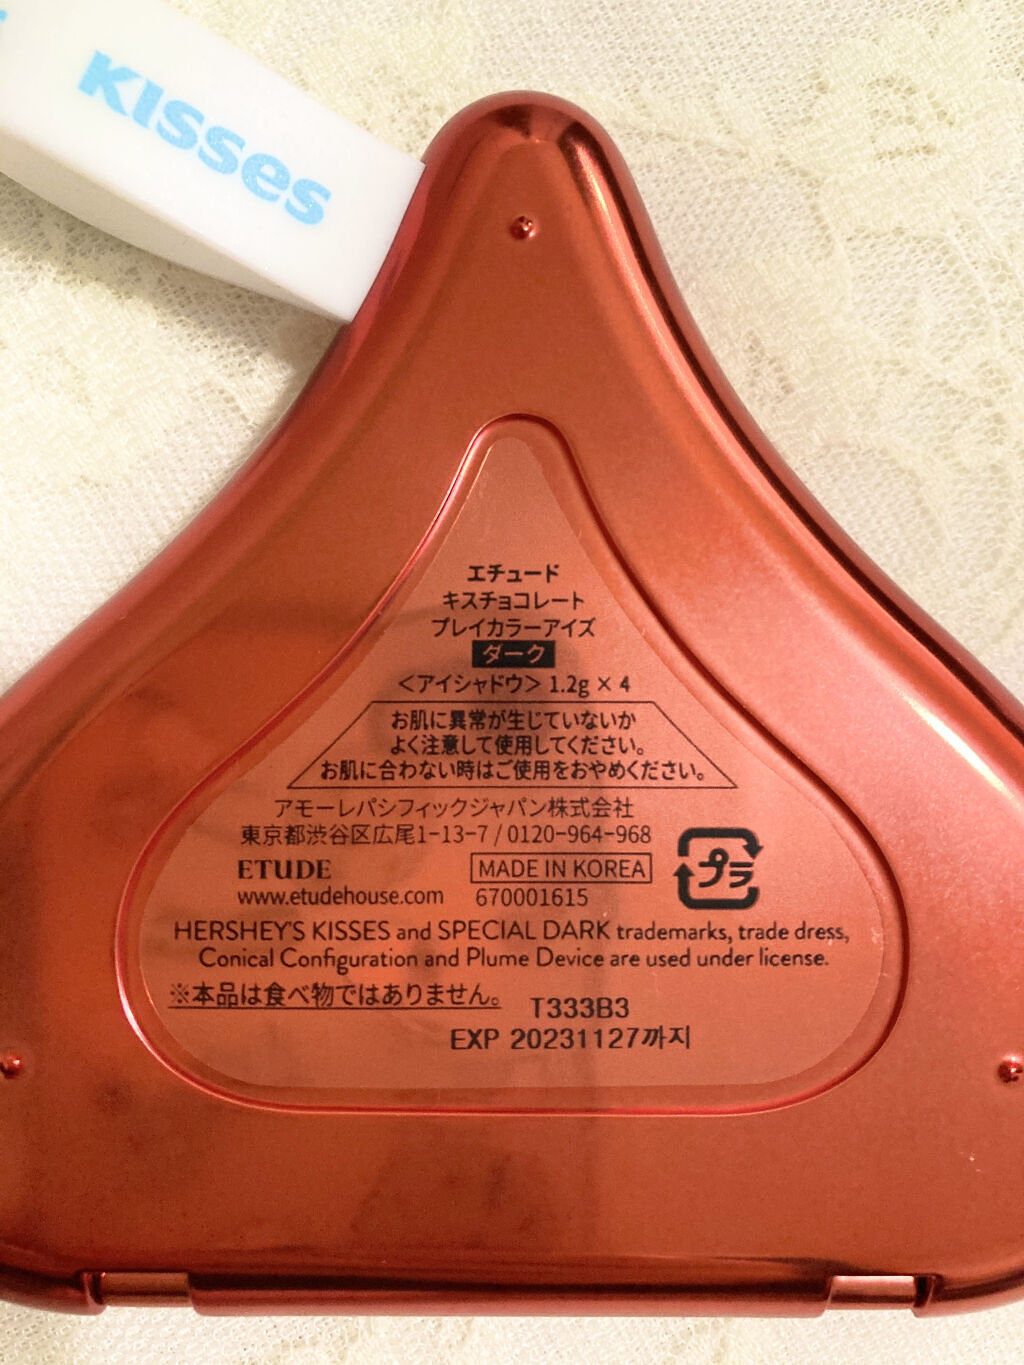 KISSES
エチュード
キスチョコレート
プレイカラーアイズ
ダーク
＜アイシャドウ＞ 1.2g × 4
お肌に異常が生じていないか
よく注意して使用してください。
お肌に合わない時はご使用をおやめください。
アモーレパシフィックジャパン株式会社
東京都渋谷区広尾1-13-7 / 0120-964-968
ETUDE MADE IN KOREA プラ
www.etudehouse.com 670001615
HERSHEY'S KISSES and SPECIAL DARK trademarks, trade dress,
Conical Configuration and Plume Device are used under license.
※本品は食べ物ではありません。
T333B3
EXP 20231127까지